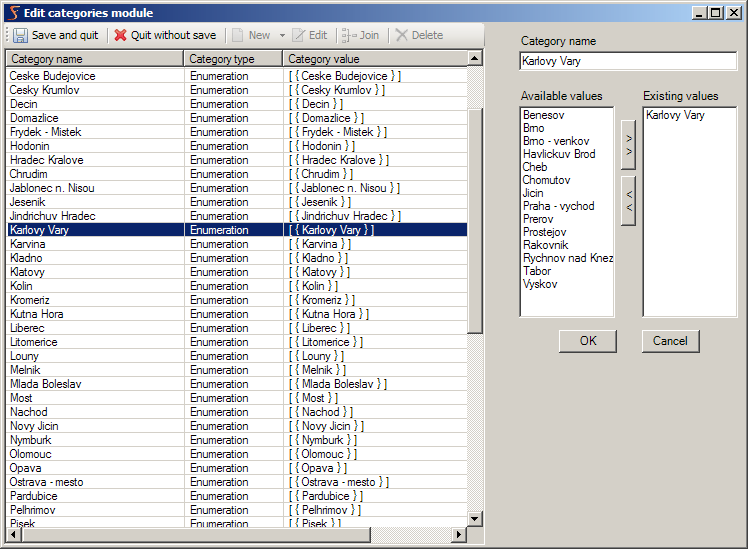 Edit categories module
Save and quit Quit without save New Edit Join Delete
Category name Category type Category value
Ceske Budejovice Enumeration [ { Ceske Budejovice } ]
Cesky Krumlov Enumeration [ { Cesky Krumlov } ]
Decin Enumeration [ { Decin } ]
Domazlice Enumeration [ { Domazlice } ]
Frydek - Mistek Enumeration [ { Frydek - Mistek } ]
Hodonin Enumeration [ { Hodonin } ]
Hradec Kralove Enumeration [ { Hradec Kralove } ]
Chrudim Enumeration [ { Chrudim } ]
Jablonec n. Nisou Enumeration [ { Jablonec n. Nisou } ]
Jesenik Enumeration [ { Jesenik } ]
Jindrichuv Hradec Enumeration [ { Jindrichuv Hradec } ]
Karlovy Vary Enumeration [ { Karlovy Vary } ]
Karvina Enumeration [ { Karvina } ]
Kladno Enumeration [ { Kladno } ]
Klatovy Enumeration [ { Klatovy } ]
Kolin Enumeration [ { Kolin } ]
Kromeriz Enumeration [ { Kromeriz } ]
Kutna Hora Enumeration [ { Kutna Hora } ]
Liberec Enumeration [ { Liberec } ]
Litomerice Enumeration [ { Litomerice } ]
Louny Enumeration [ { Louny } ]
Melnik Enumeration [ { Melnik } ]
Mlada Boleslav Enumeration [ { Mlada Boleslav } ]
Most Enumeration [ { Most } ]
Nachod Enumeration [ { Nachod } ]
Novy Jicin Enumeration [ { Novy Jicin } ]
Nymburk Enumeration [ { Nymburk } ]
Olomouc Enumeration [ { Olomouc } ]
Opava Enumeration [ { Opava } ]
Ostrava - mesto Enumeration [ { Ostrava - mesto } ]
Pardubice Enumeration [ { Pardubice } ]
Pelhrimov Enumeration [ { Pelhrimov } ]
Pisek Enumeration [ { Pisek } ]
Category name
Karlovy Vary
Available values
Benesov
Brno
Brno - venkov
Havlickuv Brod
Cheb
Chomutov
Jicin
Praha - vychod
Prerov
Prostejov
Rakovnik
Rychnov nad Knez
Tabor
Vyskov
>
>
<
<
Existing values
Karlovy Vary
OK Cancel